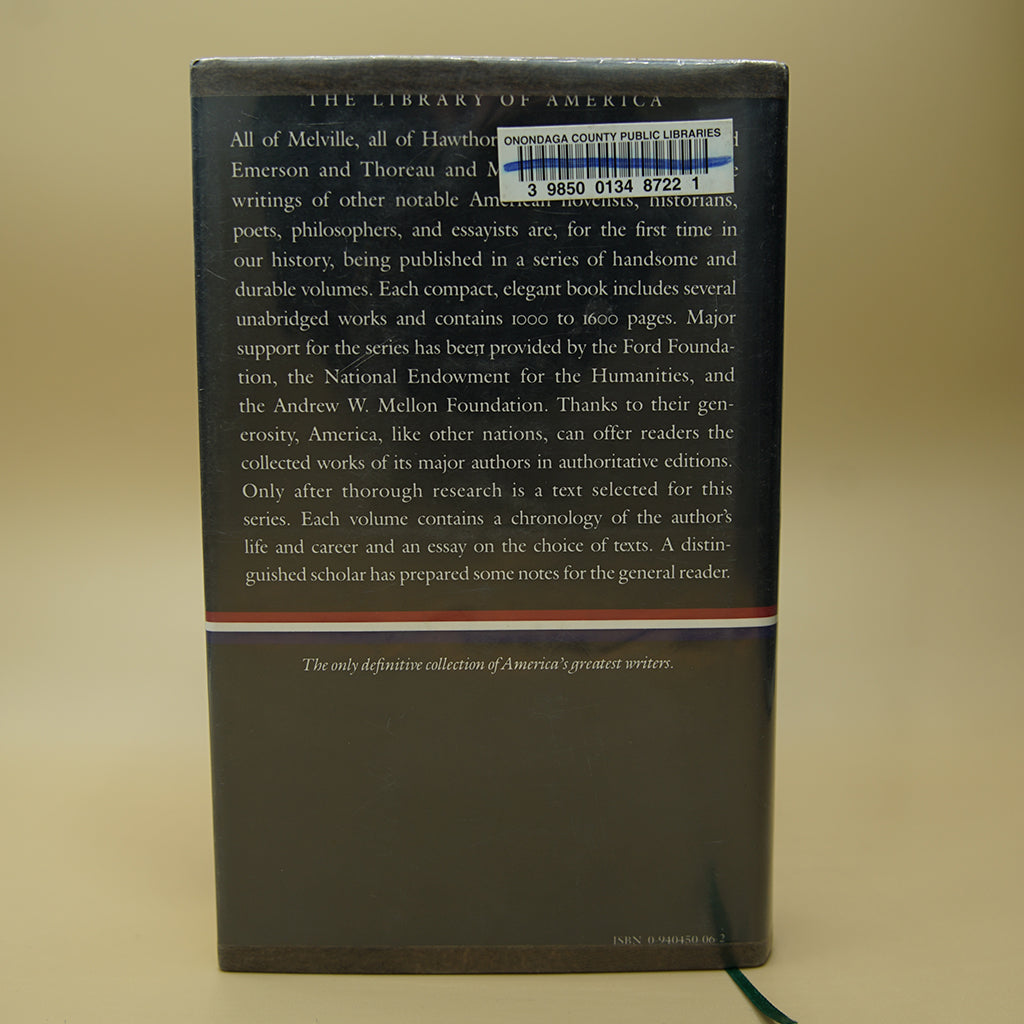 THE LIBRARY OF AMERICA
All of Melville, all of Hawthor
ONONDAGA COUNTY PUBLIC LIBRARIES
3 9850 0134 8722 1
Emerson and Thoreau and
writings of other notable American novelists, historians,
poets, philosophers, and essayists are, for the first time in
our history, being published in a series of handsome and
durable volumes. Each compact, elegant book includes several
unabridged works and contains 1000 to 1600 pages. Major
support for the series has been provided by the Ford Founda-
tion, the National Endowment for the Humanities, and
the Andrew W. Mellon Foundation. Thanks to their gen-
erosity, America, like other nations, can offer readers the
collected works of its major authors in authoritative editions.
Only after thorough research is a text selected for this
series. Each volume contains a chronology of the author's
life and career and an essay on the choice of texts. A distin-
guished scholar has prepared some notes for the general reader.
The only definitive collection of America's greatest writers.
ISBN 0-940450-06-2